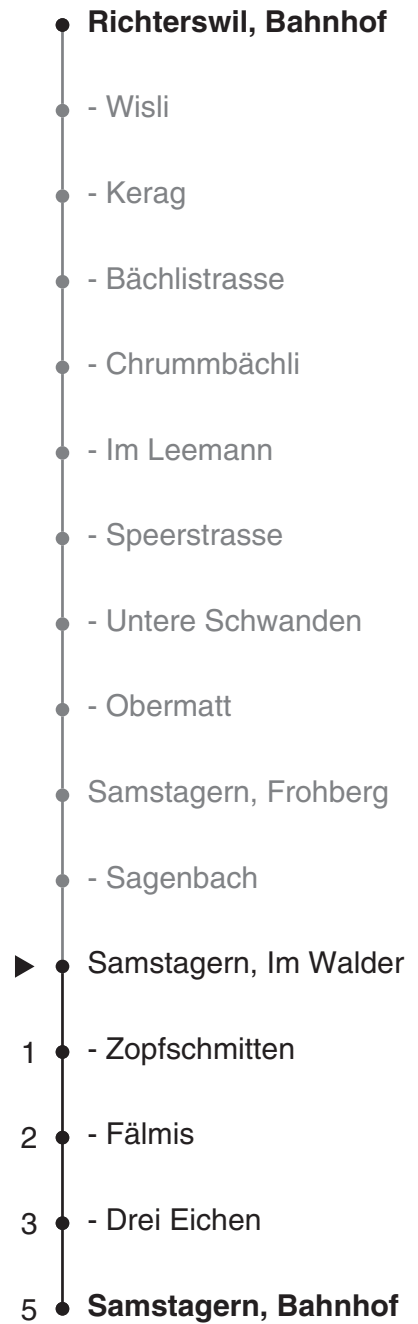 Richterswil, Bahnhof
- Wisli
- Kerag
- Bächlistrasse
- Chrummbächli
- Im Leemann
- Speerstrasse
- Untere Schwanden
- Obermatt
Samstagern, Frohberg
- Sagenbach
Samstagern, Im Walder
1 - Zopfschmitten
2 - Fälmis
3 - Drei Eichen
5 Samstagern, Bahnhof